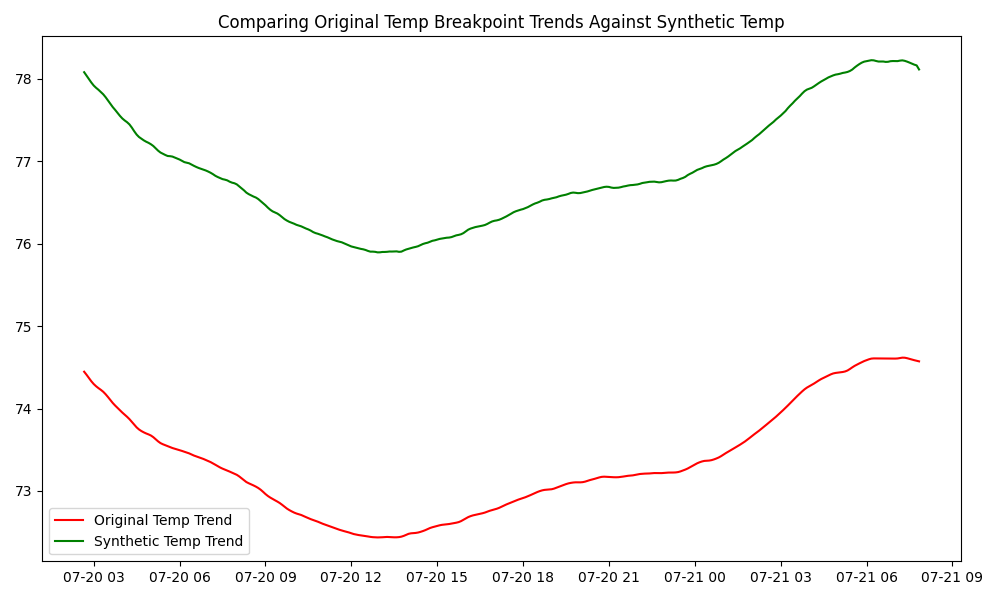 Comparing Original Temp Breakpoint Trends Against Synthetic Temp
78
77
76
75
74
73
Original Temp Trend
Synthetic Temp Trend
07-20 03 07-20 06 07-20 09 07-20 12 07-20 15 07-20 18 07-20 21 07-21 00 07-21 03 07-21 06 07-21 09